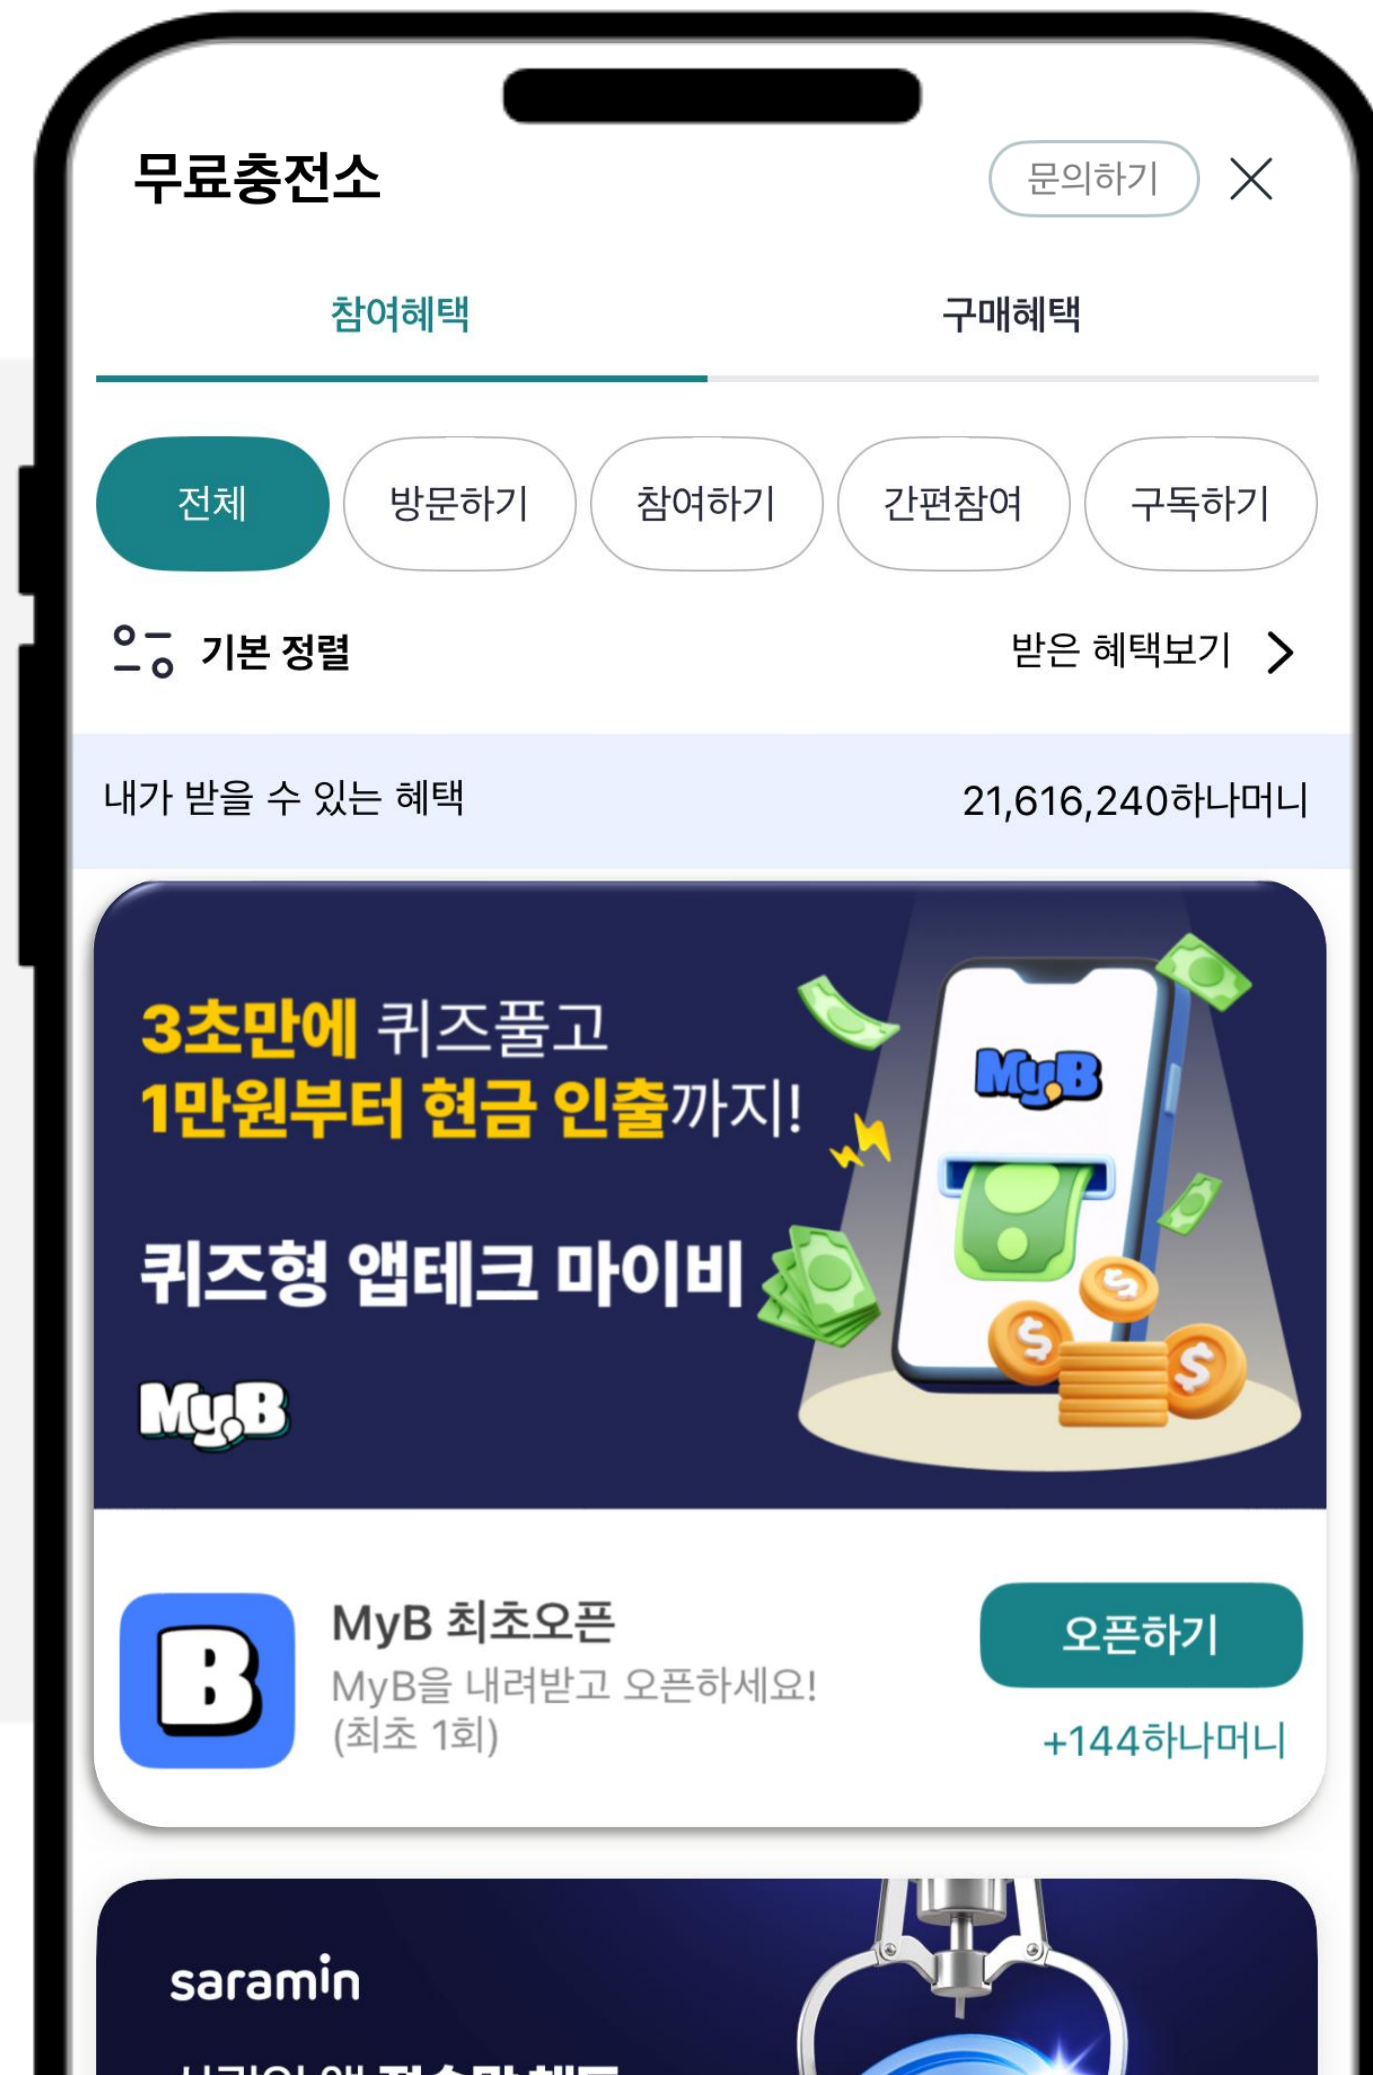 무료충전소
문의하기
참여혜택
구매혜택
전체
방문하기
참여하기
간편참여
구독하기
기본 정렬
받은 혜택보기
내가 받을 수 있는 혜택
21,616,240하나머니
3초만에 퀴즈풀고
1만원부터 현금 인출까지!
MyB
퀴즈형 앱테크 마이비
MyB
B
MyB 최초오픈
MyB을 내려받고 오픈하세요!
(최초 1회)
오픈하기
+144하나머니
saramin